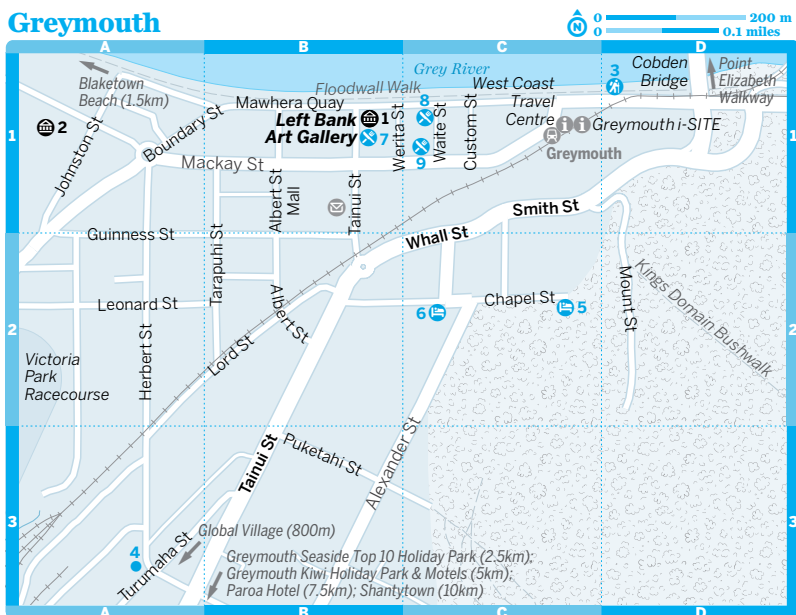 Greymouth
N
0 200 m
0 0.1 miles
A B C D
Blaketown
Beach (1.5km)
Grey River
Floodwall Walk
3
Cobden
Bridge
Point
Elizabeth
Walkway
West Coast
Travel
Centre
i i Greymouth i-SITE
Greymouth
1 1
2
Johnston St
Boundary St
Mawhera Quay
Left Bank
Art Gallery
1
7
8
9
Werita St
Waite St
Custom St
Mackay St
Albert St
Mall
Tainui St
Guinness St
Tarapuhi St
Whall St
Smith St
Mount St
Kings Domain Bushwalk
2 2
Leonard St
Albert St
Chapel St
6
5
Victoria
Park
Racecourse
Herbert St
Lord St
Tainui St
Puketahi St
Alexander St
3 3
4
Turumaha St
Global Village (800m)
Greymouth Seaside Top 10 Holiday Park (2.5km);
Greymouth Kiwi Holiday Park & Motels (5km);
Paroa Hotel (7.5km); Shantytown (10km)
A B C D